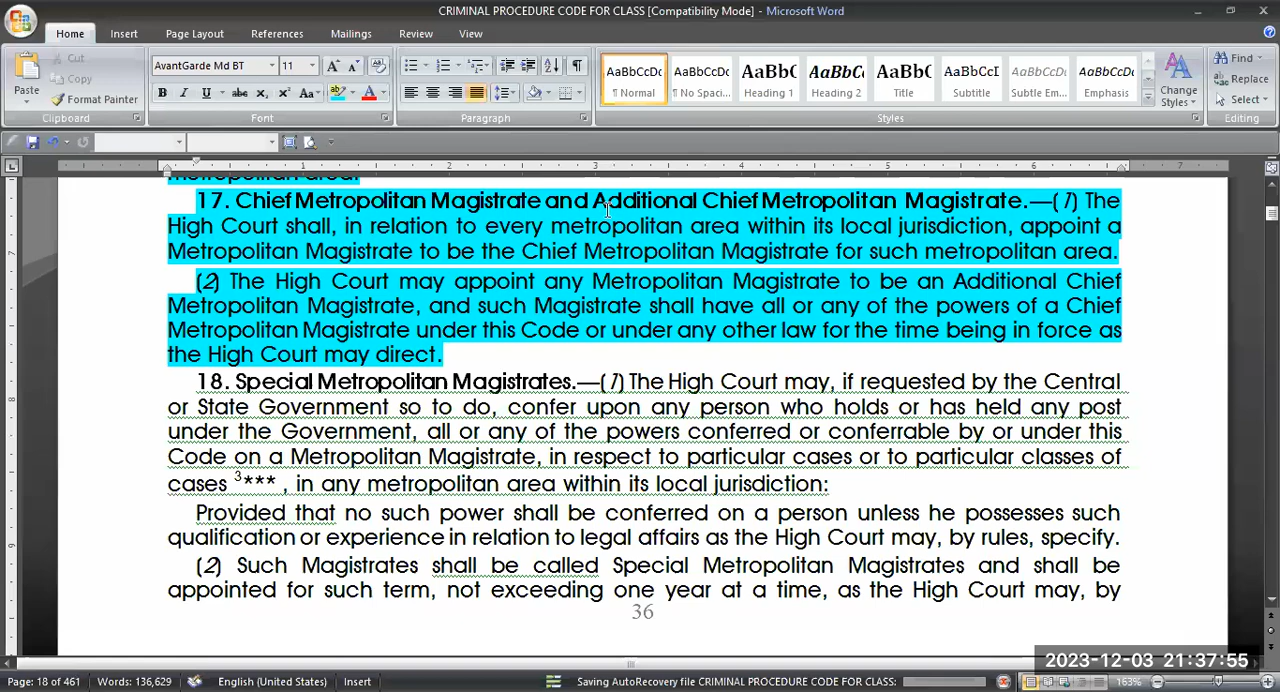 CRIMINAL PROCEDURE CODE FOR CLASS [Compatibility Mode] - Microsoft Word
Home Insert Page Layout References Mailings Review View
Paste Cut Copy Format Painter Clipboard
AvantGarde Md BT 11
B I U abc X₂ X² Aa A
Font
Paragraph
AaBbCcDc AaBbCcDc AaBbC AaBbCc AaBbC AaBbCcI AaBbCcDc AaBbCcDc
¶ Normal ¶ No Spaci... Heading 1 Heading 2 Title Subtitle Subtle Em... Emphasis
Change Styles
Styles
Find Replace Select Editing
1 2 3 4 5 6 7
metropolitan area.
17. Chief Metropolitan Magistrate and Additional Chief Metropolitan Magistrate.—(1) The
High Court shall, in relation to every metropolitan area within its local jurisdiction, appoint a
Metropolitan Magistrate to be the Chief Metropolitan Magistrate for such metropolitan area.
(2) The High Court may appoint any Metropolitan Magistrate to be an Additional Chief
Metropolitan Magistrate, and such Magistrate shall have all or any of the powers of a Chief
Metropolitan Magistrate under this Code or under any other law for the time being in force as
the High Court may direct.
18. Special Metropolitan Magistrates.—(1) The High Court may, if requested by the Central
or State Government so to do, confer upon any person who holds or has held any post
under the Government, all or any of the powers conferred or conferrable by or under this
Code on a Metropolitan Magistrate, in respect to particular cases or to particular classes of
cases ³*** , in any metropolitan area within its local jurisdiction:
Provided that no such power shall be conferred on a person unless he possesses such
qualification or experience in relation to legal affairs as the High Court may, by rules, specify.
(2) Such Magistrates shall be called Special Metropolitan Magistrates and shall be
appointed for such term, not exceeding one year at a time, as the High Court may, by
36
2023-12-03 21:37:55
Page: 18 of 461 Words: 136,629 English (United States) Insert Saving AutoRecovery file CRIMINAL PROCEDURE CODE FOR CLASS: 163%